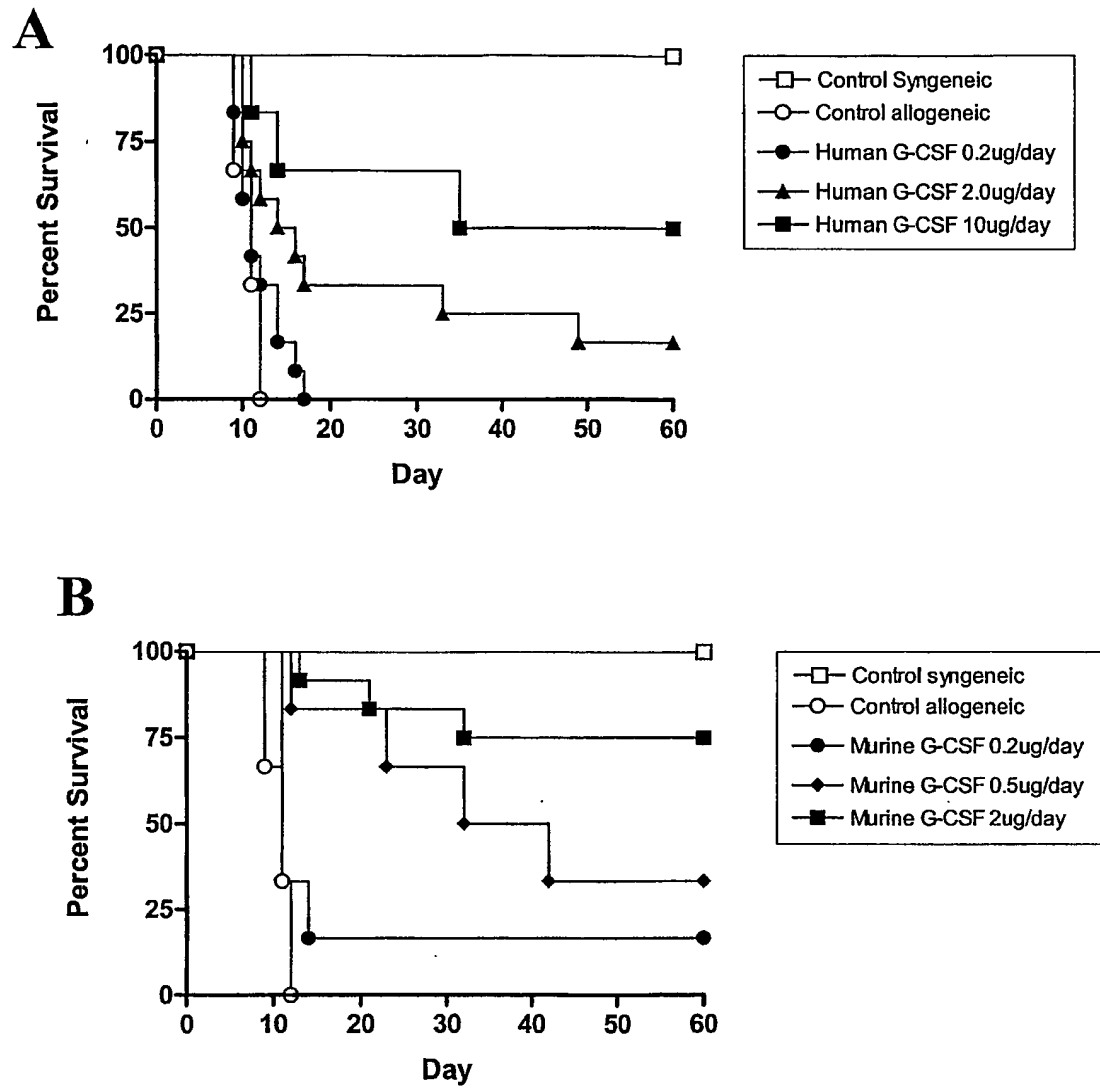 A
100
75
50
25
0
Percent Survival
0 10 20 30 40 50 60
Day
Control Syngeneic
Control allogeneic
Human G-CSF 0.2ug/day
Human G-CSF 2.0ug/day
Human G-CSF 10ug/day
B
100
75
50
25
0
Percent Survival
0 10 20 30 40 50 60
Day
Control syngeneic
Control allogeneic
Murine G-CSF 0.2ug/day
Murine G-CSF 0.5ug/day
Murine G-CSF 2ug/day